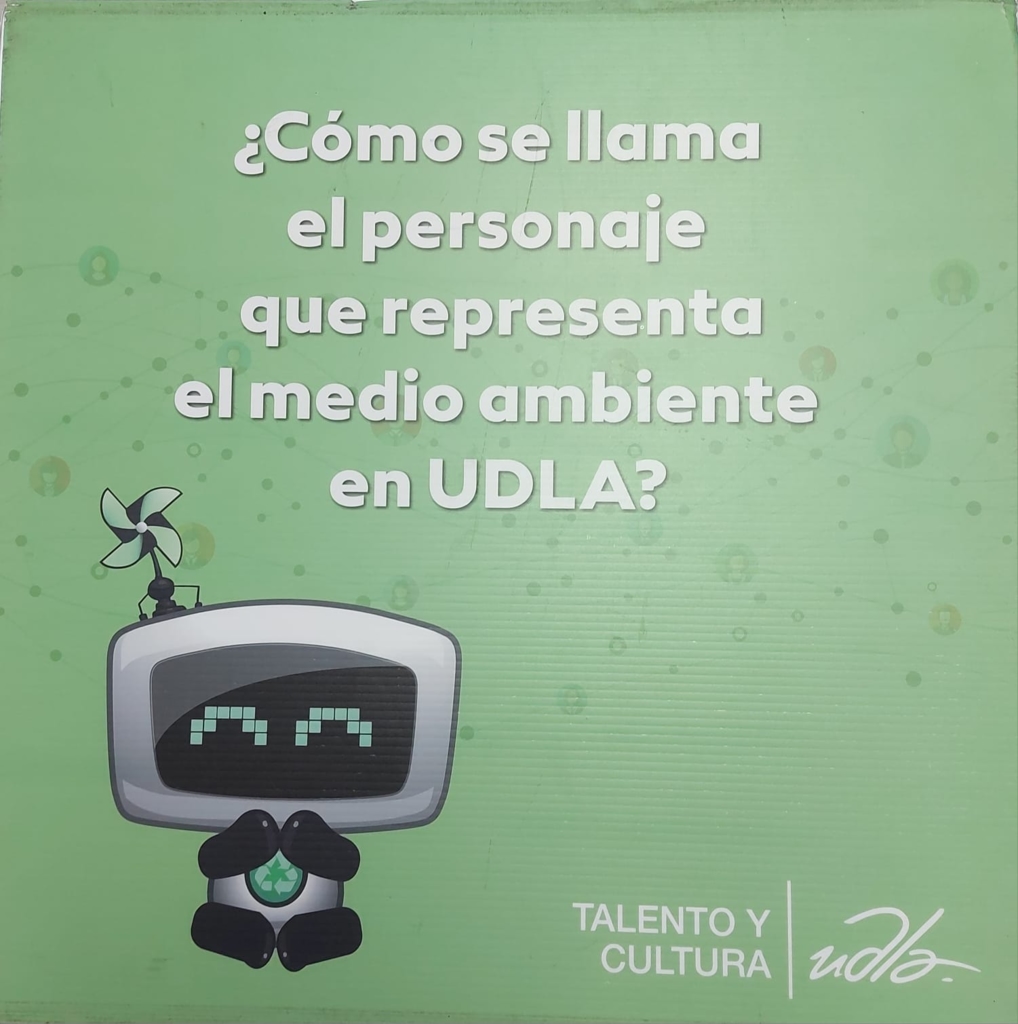 ¿Cómo se llama
el personaje
que representa
el medio ambiente
en UDLA?
TALENTO Y
CULTURA
udla.